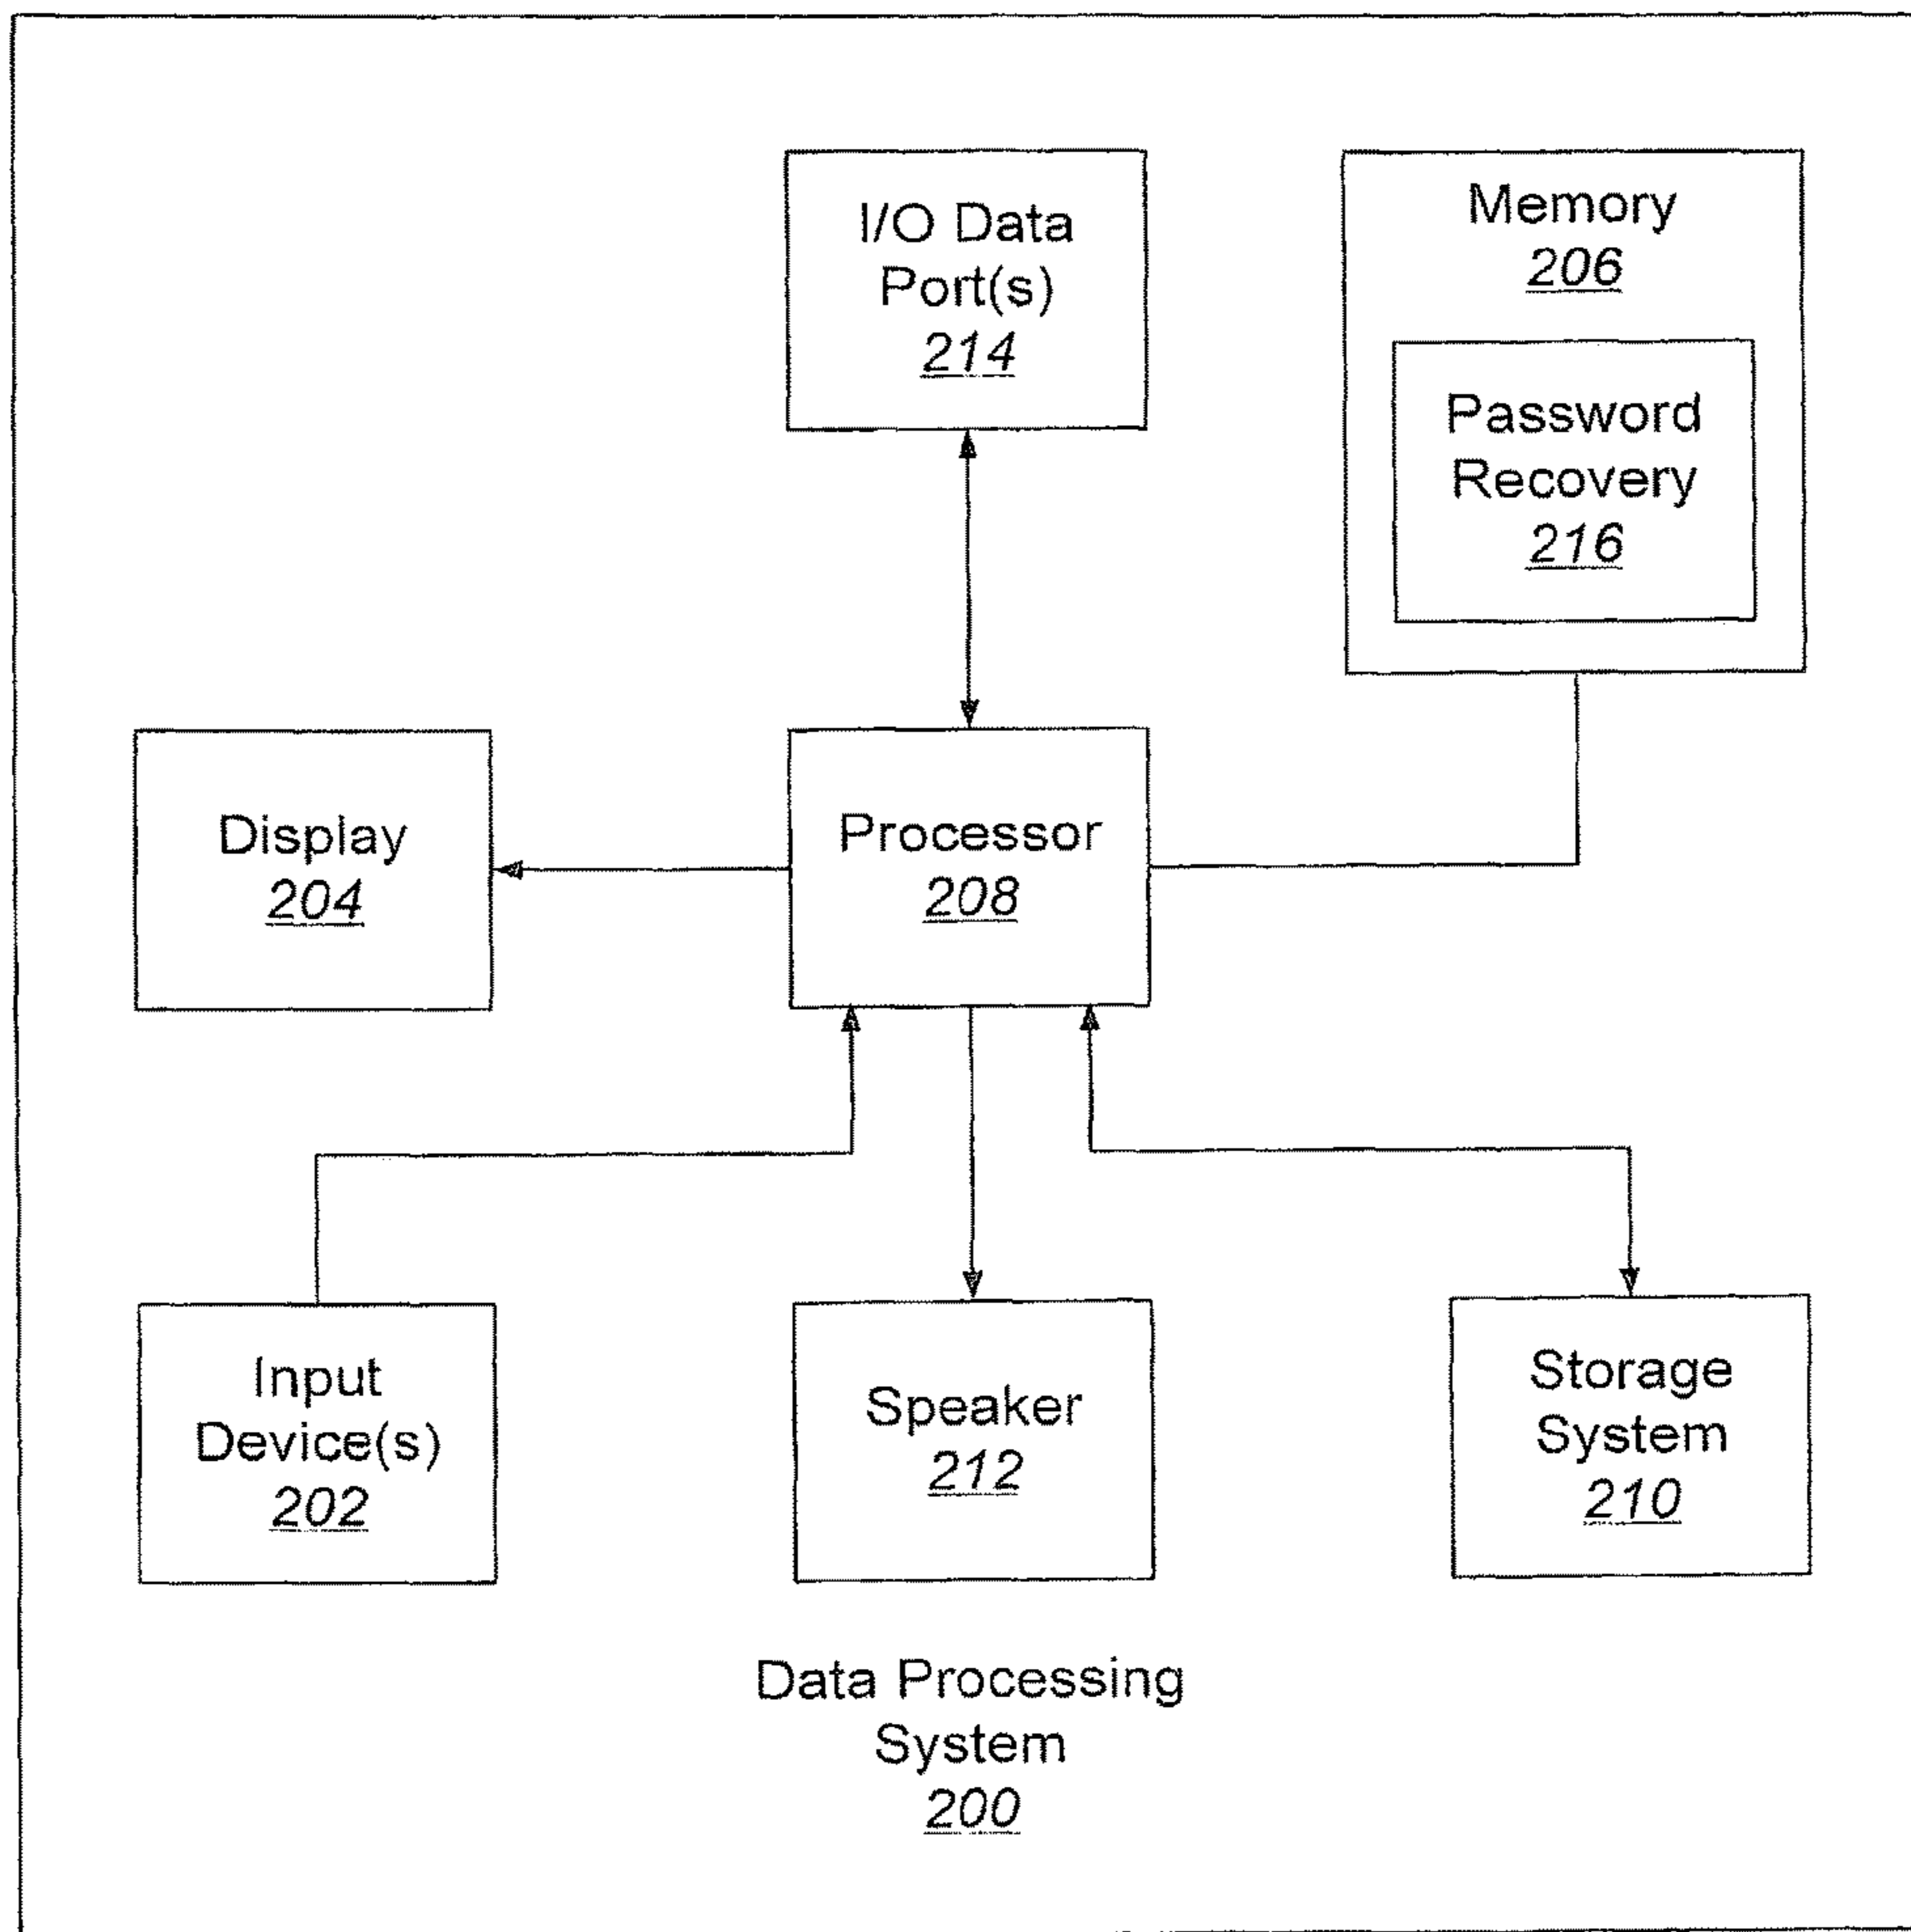 I/O Data
Port(s)
214
Memory
206
Password
Recovery
216
Display
204
Processor
208
Input
Device(s)
202
Speaker
212
Storage
System
210
Data Processing
System
200